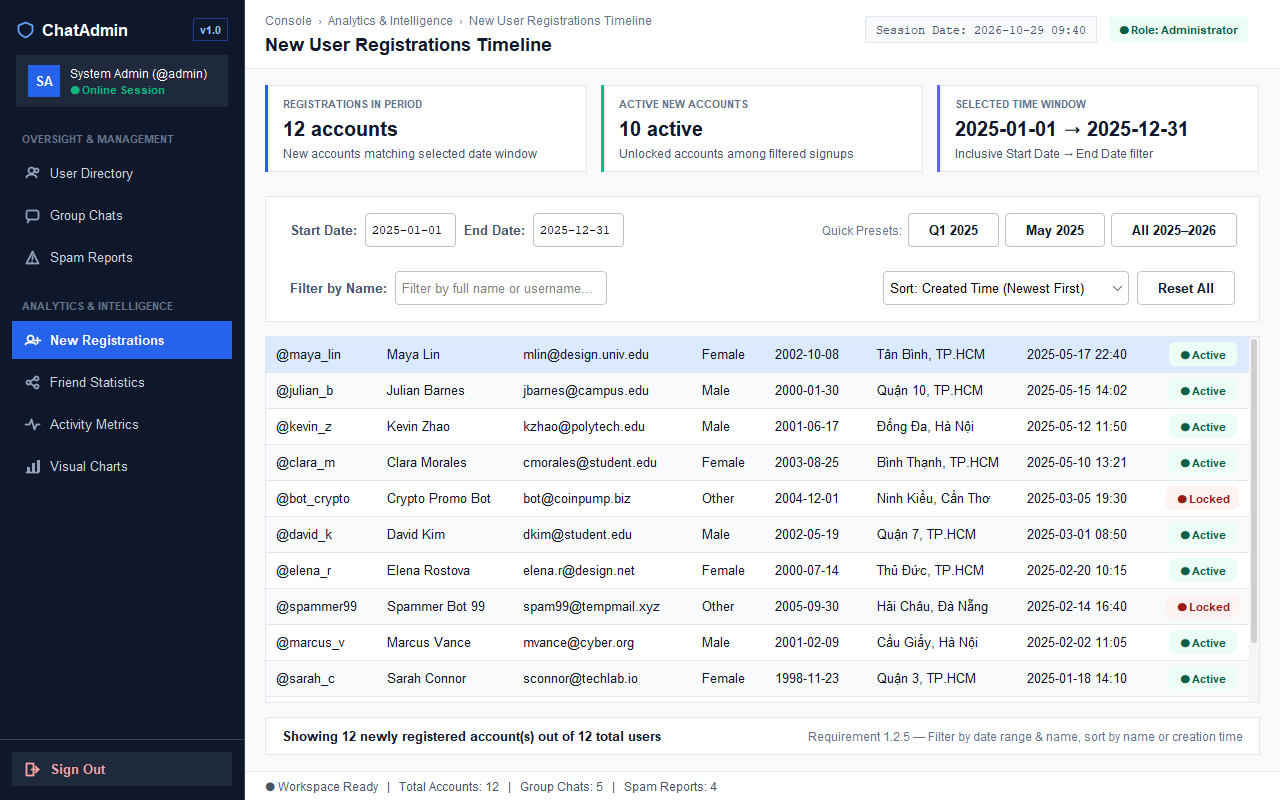 ChatAdmin
v1.0
SA
System Admin (@admin)
Online Session
OVERSIGHT & MANAGEMENT
User Directory
Group Chats
Spam Reports
ANALYTICS & INTELLIGENCE
New Registrations
Friend Statistics
Activity Metrics
Visual Charts
Sign Out
Console › Analytics & Intelligence › New User Registrations Timeline
New User Registrations Timeline
Session Date: 2026-10-29 09:40
Role: Administrator
REGISTRATIONS IN PERIOD
12 accounts
New accounts matching selected date window
ACTIVE NEW ACCOUNTS
10 active
Unlocked accounts among filtered signups
SELECTED TIME WINDOW
2025-01-01 → 2025-12-31
Inclusive Start Date → End Date filter
Start Date: 2025-01-01 End Date: 2025-12-31
Quick Presets: Q1 2025 May 2025 All 2025–2026
Filter by Name: Filter by full name or username...
Sort: Created Time (Newest First) Reset All
@maya_lin Maya Lin mlin@design.univ.edu Female 2002-10-08 Tân Bình, TP.HCM 2025-05-17 22:40 Active
@julian_b Julian Barnes jbarnes@campus.edu Male 2000-01-30 Quận 10, TP.HCM 2025-05-15 14:02 Active
@kevin_z Kevin Zhao kzhao@polytech.edu Male 2001-06-17 Đống Đa, Hà Nội 2025-05-12 11:50 Active
@clara_m Clara Morales cmorales@student.edu Female 2003-08-25 Bình Thạnh, TP.HCM 2025-05-10 13:21 Active
@bot_crypto Crypto Promo Bot bot@coinpump.biz Other 2004-12-01 Ninh Kiều, Cần Thơ 2025-03-05 19:30 Locked
@david_k David Kim dkim@student.edu Male 2002-05-19 Quận 7, TP.HCM 2025-03-01 08:50 Active
@elena_r Elena Rostova elena.r@design.net Female 2000-07-14 Thủ Đức, TP.HCM 2025-02-20 10:15 Active
@spammer99 Spammer Bot 99 spam99@tempmail.xyz Other 2005-09-30 Hải Châu, Đà Nẵng 2025-02-14 16:40 Locked
@marcus_v Marcus Vance mvance@cyber.org Male 2001-02-09 Cầu Giấy, Hà Nội 2025-02-02 11:05 Active
@sarah_c Sarah Connor sconnor@techlab.io Female 1998-11-23 Quận 3, TP.HCM 2025-01-18 14:10 Active
Showing 12 newly registered account(s) out of 12 total users
Requirement 1.2.5 — Filter by date range & name, sort by name or creation time
Workspace Ready | Total Accounts: 12 | Group Chats: 5 | Spam Reports: 4